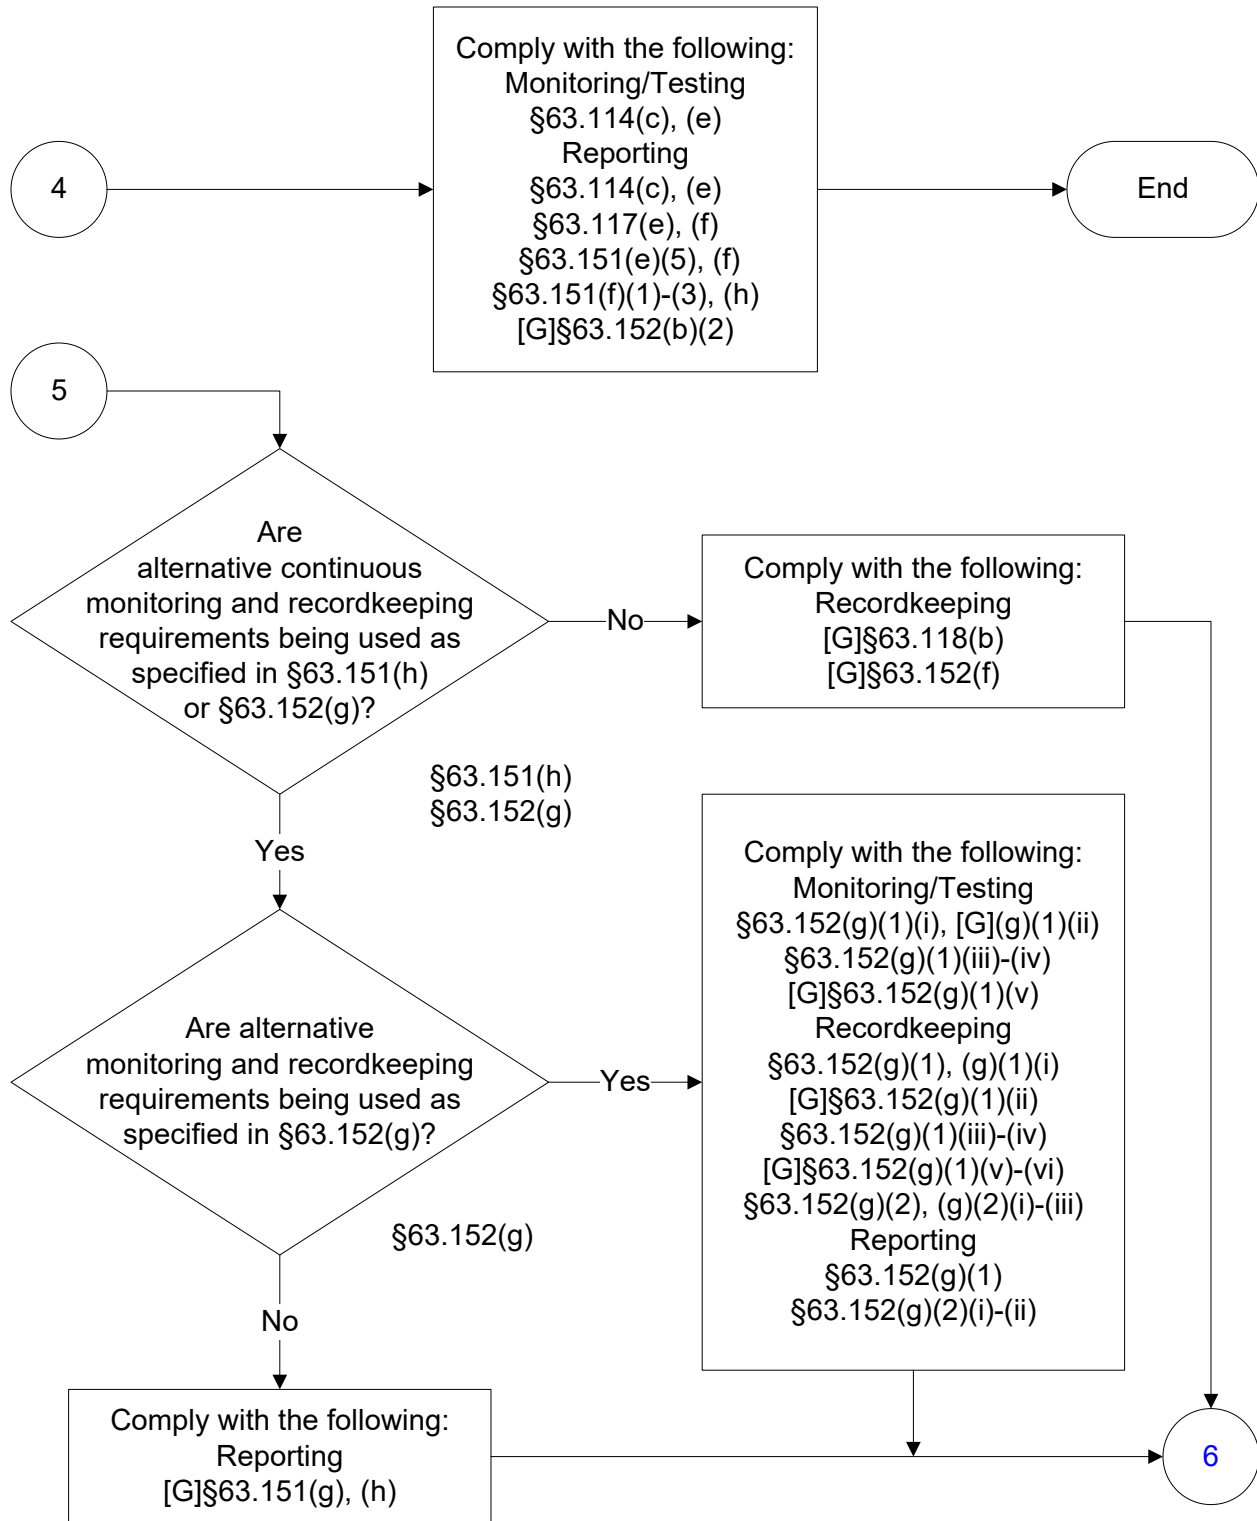 4
Comply with the following:
Monitoring/Testing
§63.114(c), (e)
Reporting
§63.114(c), (e)
§63.117(e), (f)
§63.151(e)(5), (f)
§63.151(f)(1)-(3), (h)
[G]§63.152(b)(2)
End
5
Are
alternative continuous
monitoring and recordkeeping
requirements being used as
specified in §63.151(h)
or §63.152(g)?
No
Comply with the following:
Recordkeeping
[G]§63.118(b)
[G]§63.152(f)
§63.151(h)
§63.152(g)
Yes
Are alternative
monitoring and recordkeeping
requirements being used as
specified in §63.152(g)?
Yes
Comply with the following:
Monitoring/Testing
§63.152(g)(1)(i), [G](g)(1)(ii)
§63.152(g)(1)(iii)-(iv)
[G]§63.152(g)(1)(v)
Recordkeeping
§63.152(g)(1), (g)(1)(i)
[G]§63.152(g)(1)(ii)
§63.152(g)(1)(iii)-(iv)
[G]§63.152(g)(1)(v)-(vi)
§63.152(g)(2), (g)(2)(i)-(iii)
Reporting
§63.152(g)(1)
§63.152(g)(2)(i)-(ii)
§63.152(g)
No
Comply with the following:
Reporting
[G]§63.151(g), (h)
6